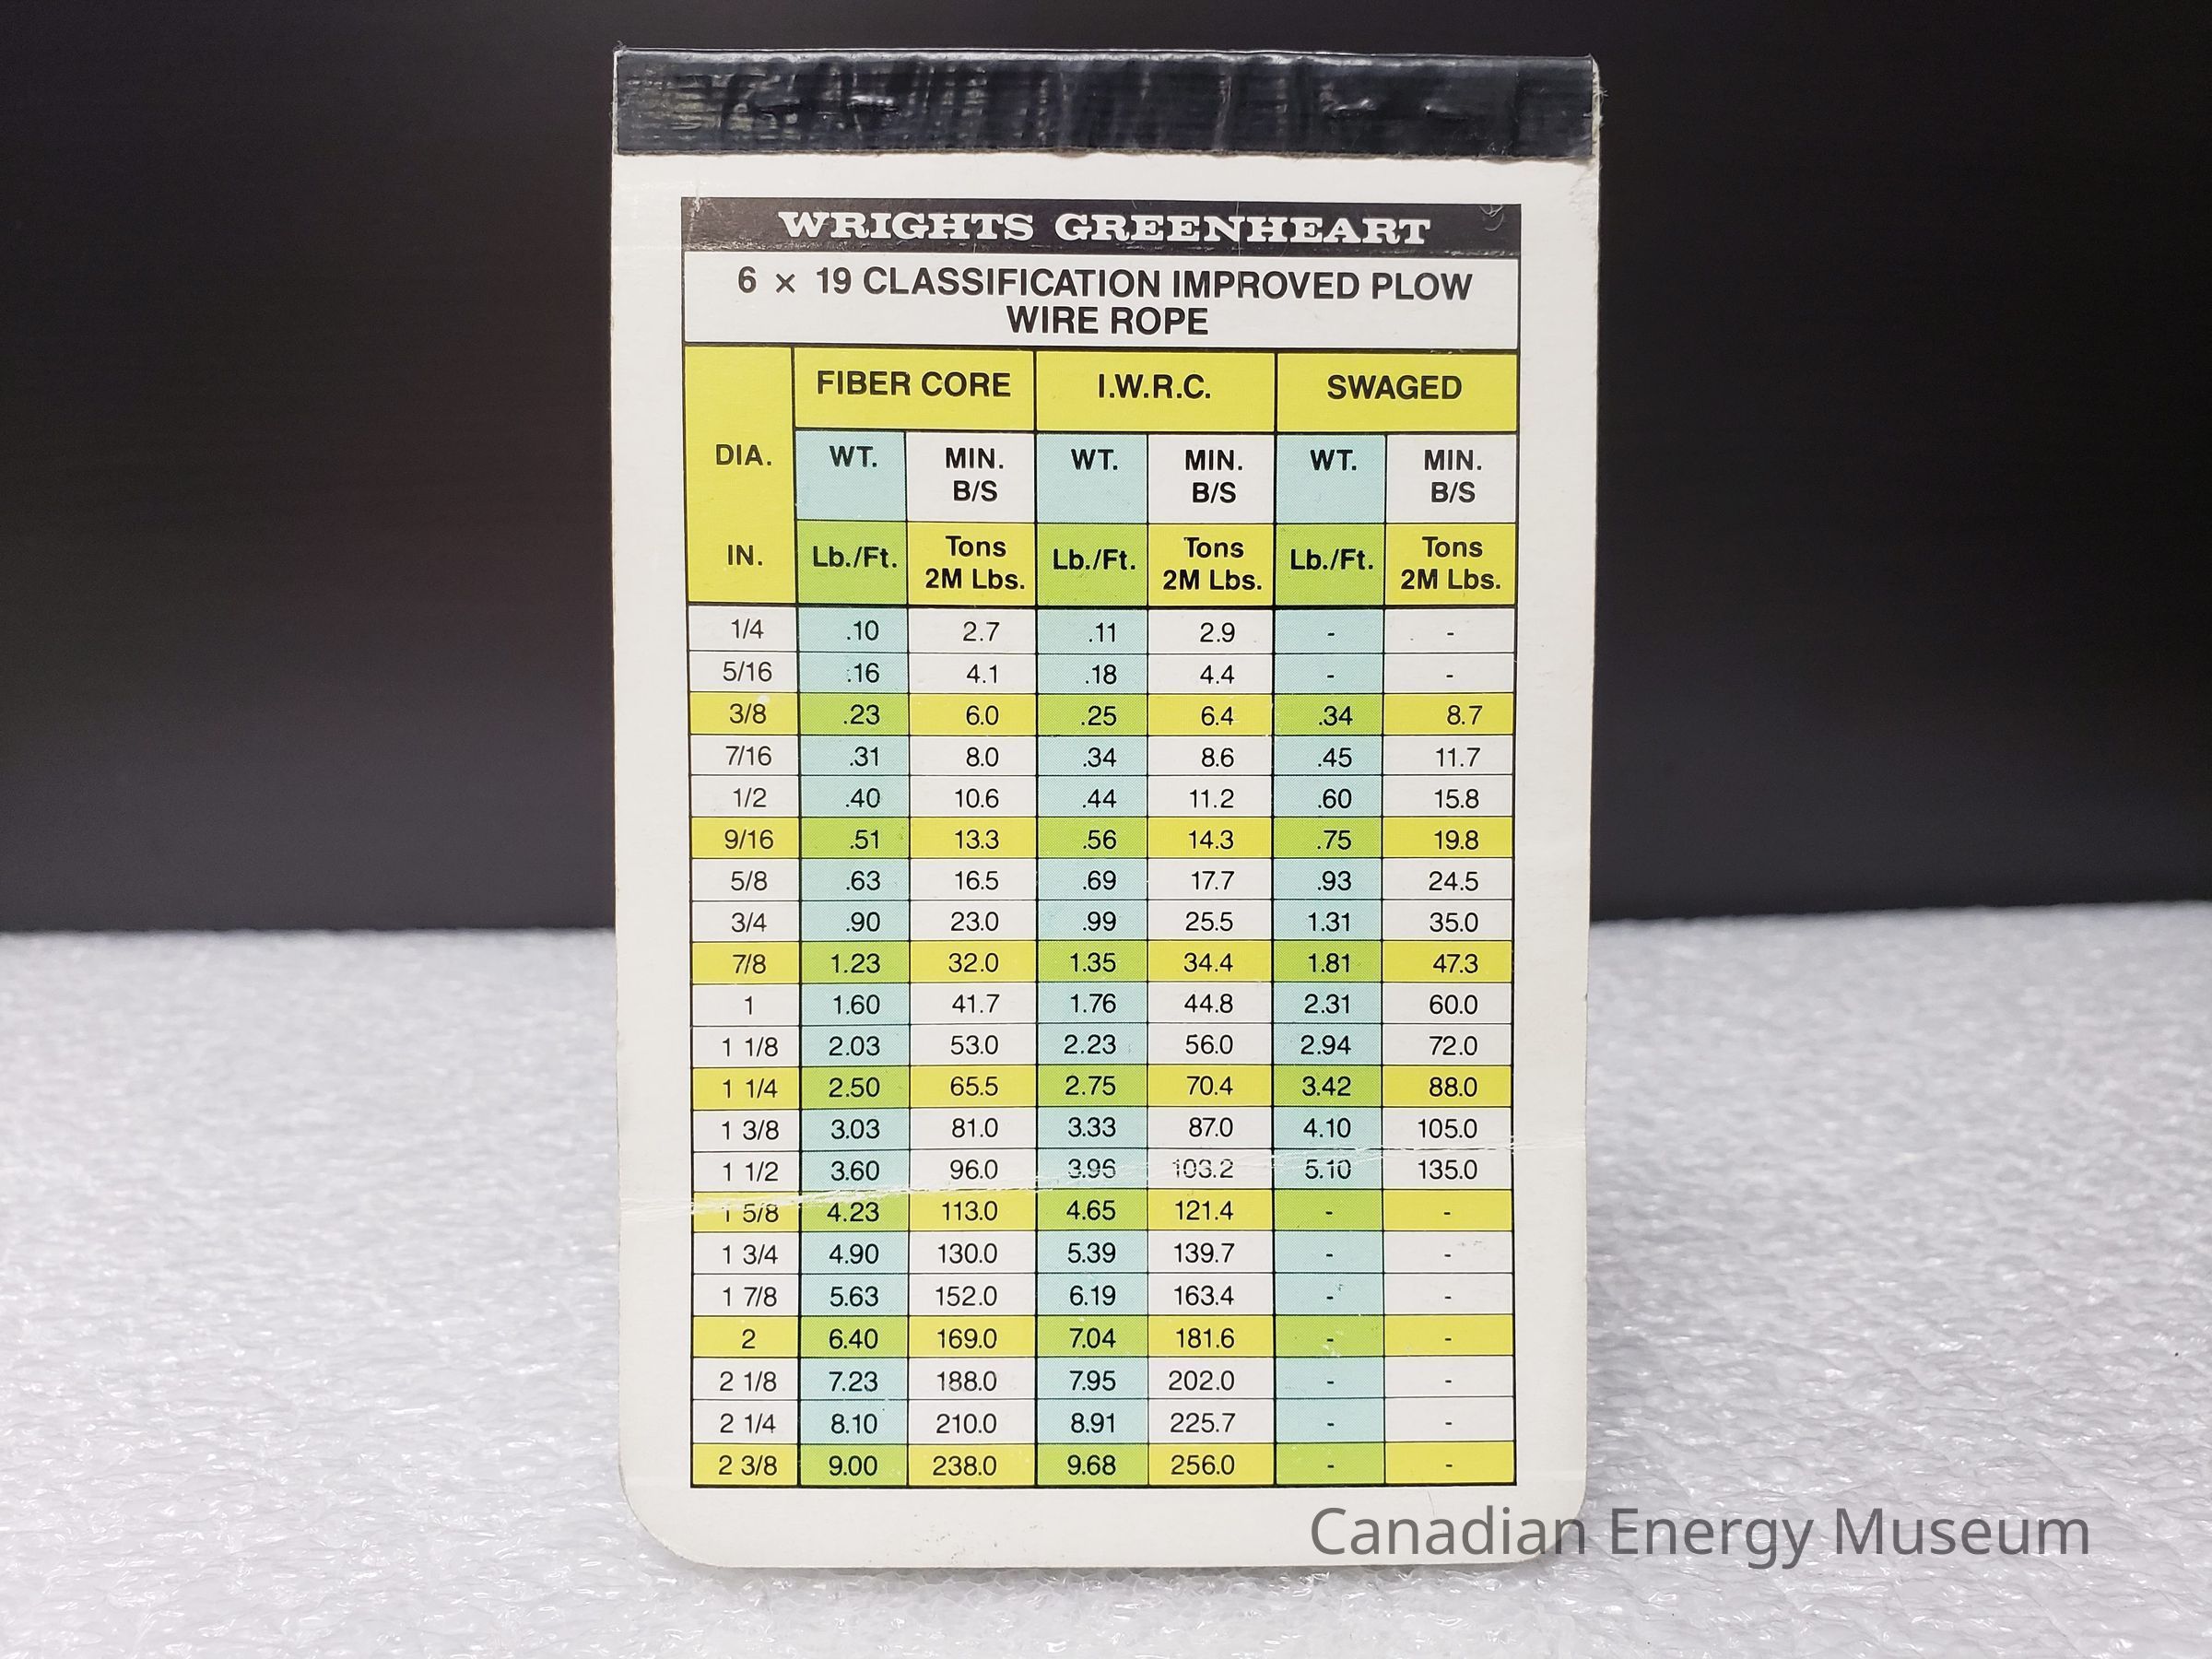 WRIGHTS GREENHEART
6 × 19 CLASSIFICATION IMPROVED PLOW
WIRE ROPE
FIBER CORE I.W.R.C. SWAGED
DIA. WT. MIN. WT. MIN. WT. MIN.
B/S B/S B/S
IN. Lb./Ft. Tons Lb./Ft. Tons Lb./Ft. Tons
2M Lbs. 2M Lbs. 2M Lbs.
1/4 .10 2.7 .11 2.9 - -
5/16 .16 4.1 .18 4.4 - -
3/8 .23 6.0 .25 6.4 .34 8.7
7/16 .31 8.0 .34 8.6 .45 11.7
1/2 .40 10.6 .44 11.2 .60 15.8
9/16 .51 13.3 .56 14.3 .75 19.8
5/8 .63 16.5 .69 17.7 .93 24.5
3/4 .90 23.0 .99 25.5 1.31 35.0
7/8 1.23 32.0 1.35 34.4 1.81 47.3
1 1.60 41.7 1.76 44.8 2.31 60.0
1 1/8 2.03 53.0 2.23 56.0 2.94 72.0
1 1/4 2.50 65.5 2.75 70.4 3.42 88.0
1 3/8 3.03 81.0 3.33 87.0 4.10 105.0
1 1/2 3.60 96.0 3.96 103.2 5.10 135.0
1 5/8 4.23 113.0 4.65 121.4 - -
1 3/4 4.90 130.0 5.39 139.7 - -
1 7/8 5.63 152.0 6.19 163.4 - -
2 6.40 169.0 7.04 181.6 - -
2 1/8 7.23 188.0 7.95 202.0 - -
2 1/4 8.10 210.0 8.91 225.7 - -
2 3/8 9.00 238.0 9.68 256.0 - -
Canadian Energy Museum